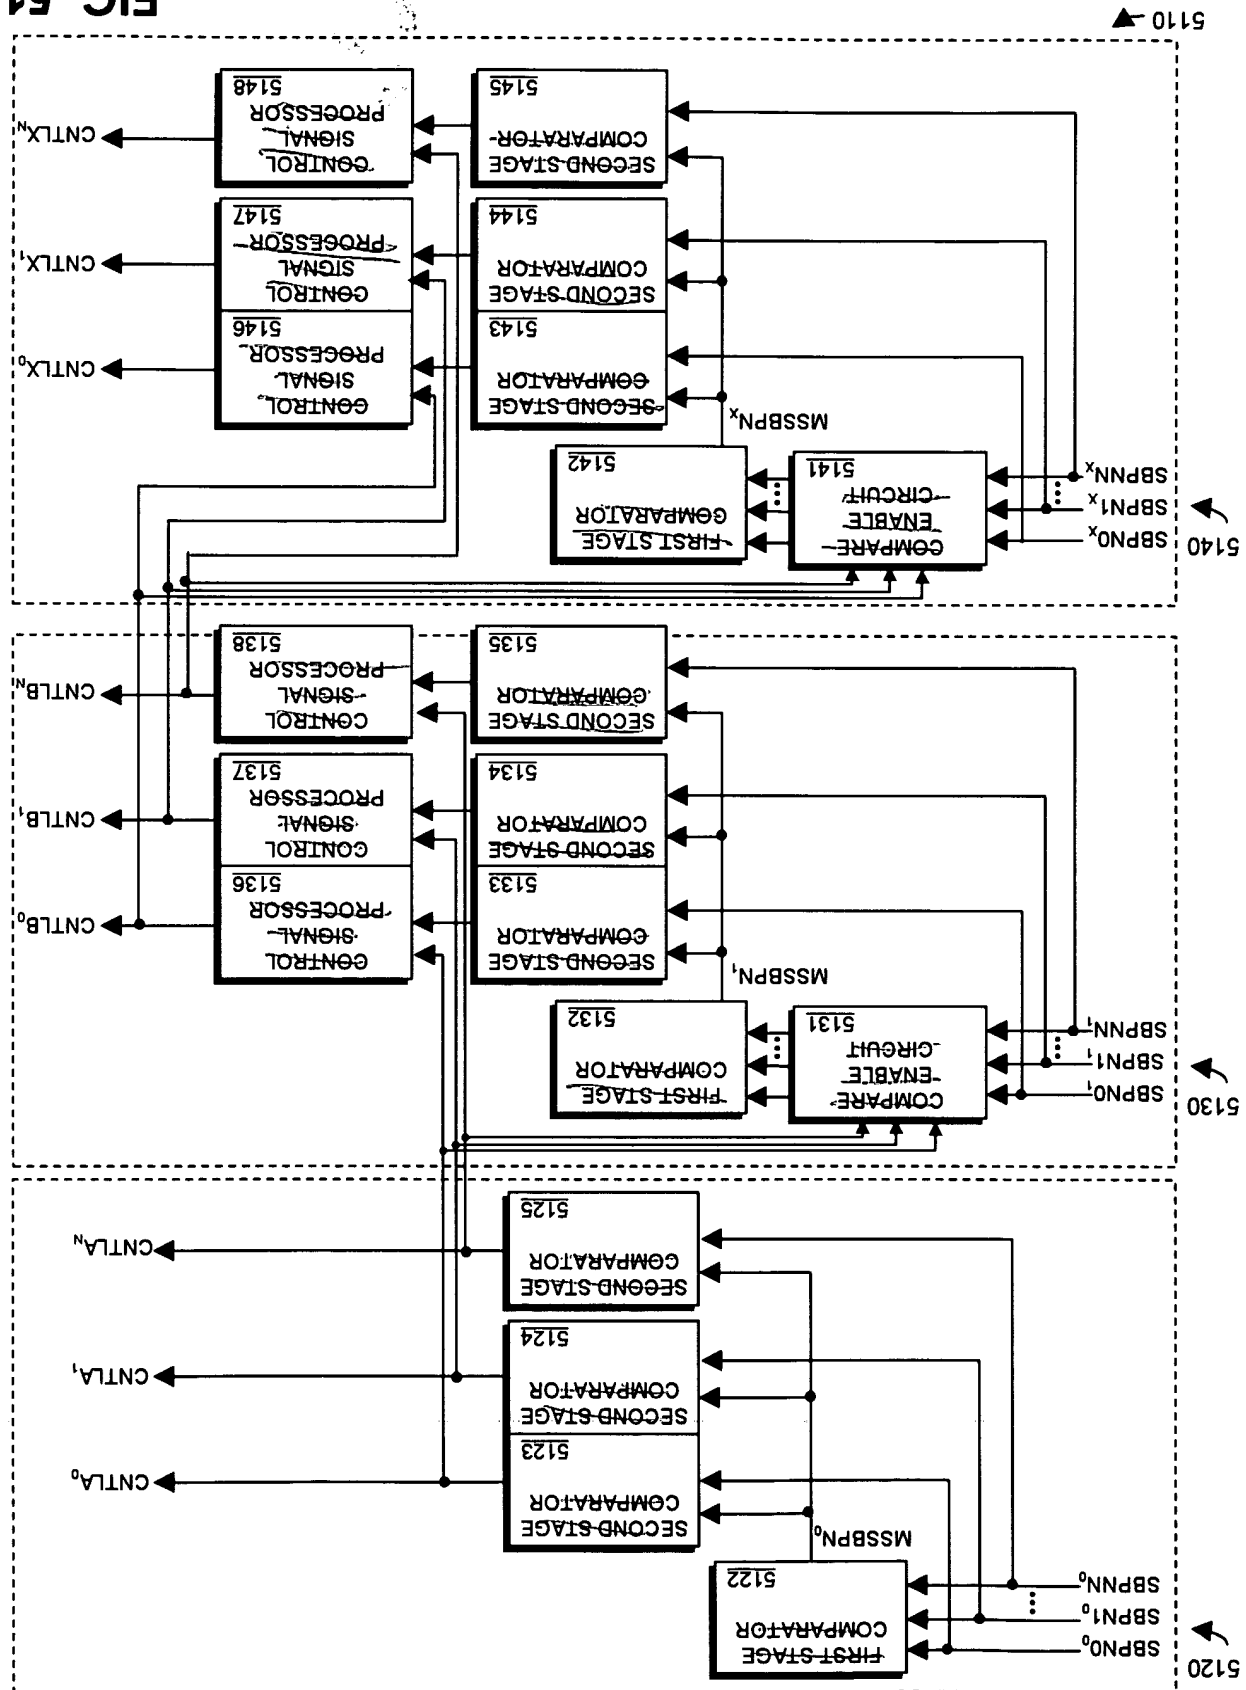 5120
SBPN0₀
SBPN1₀
SBPNN₀
FIRST STAGE
COMPARATOR
5122
MSSBPN₀
SECOND STAGE
COMPARATOR
5123
CNTLA₀
SECOND STAGE
COMPARATOR
5124
CNTLA₁
SECOND STAGE
COMPARATOR
5125
CNTLAN
5130
SBPN0₁
SBPN1₁
SBPNN₁
COMPARE
ENABLE
CIRCUIT
5131
FIRST STAGE
COMPARATOR
5132
MSSBPN₁
SECOND STAGE
COMPARATOR
5133
CONTROL
SIGNAL
PROCESSOR
5136
CNTLB₀
SECOND STAGE
COMPARATOR
5134
CONTROL
SIGNAL
PROCESSOR
5137
CNTLB₁
SECOND STAGE
COMPARATOR
5135
CONTROL
SIGNAL
PROCESSOR
5138
CNTLBN
5140
SBPN0ₓ
SBPN1ₓ
SBPNNₓ
COMPARE
ENABLE
CIRCUIT
5141
FIRST STAGE
COMPARATOR
5142
MSSBPNₓ
SECOND STAGE
COMPARATOR
5143
CONTROL
SIGNAL
PROCESSOR
5146
CNTLX₀
SECOND STAGE
COMPARATOR
5144
CONTROL
SIGNAL
PROCESSOR
5147
CNTLX₁
SECOND STAGE
COMPARATOR
5145
CONTROL
SIGNAL
PROCESSOR
5148
CNTLXN
5110
FIG. 51